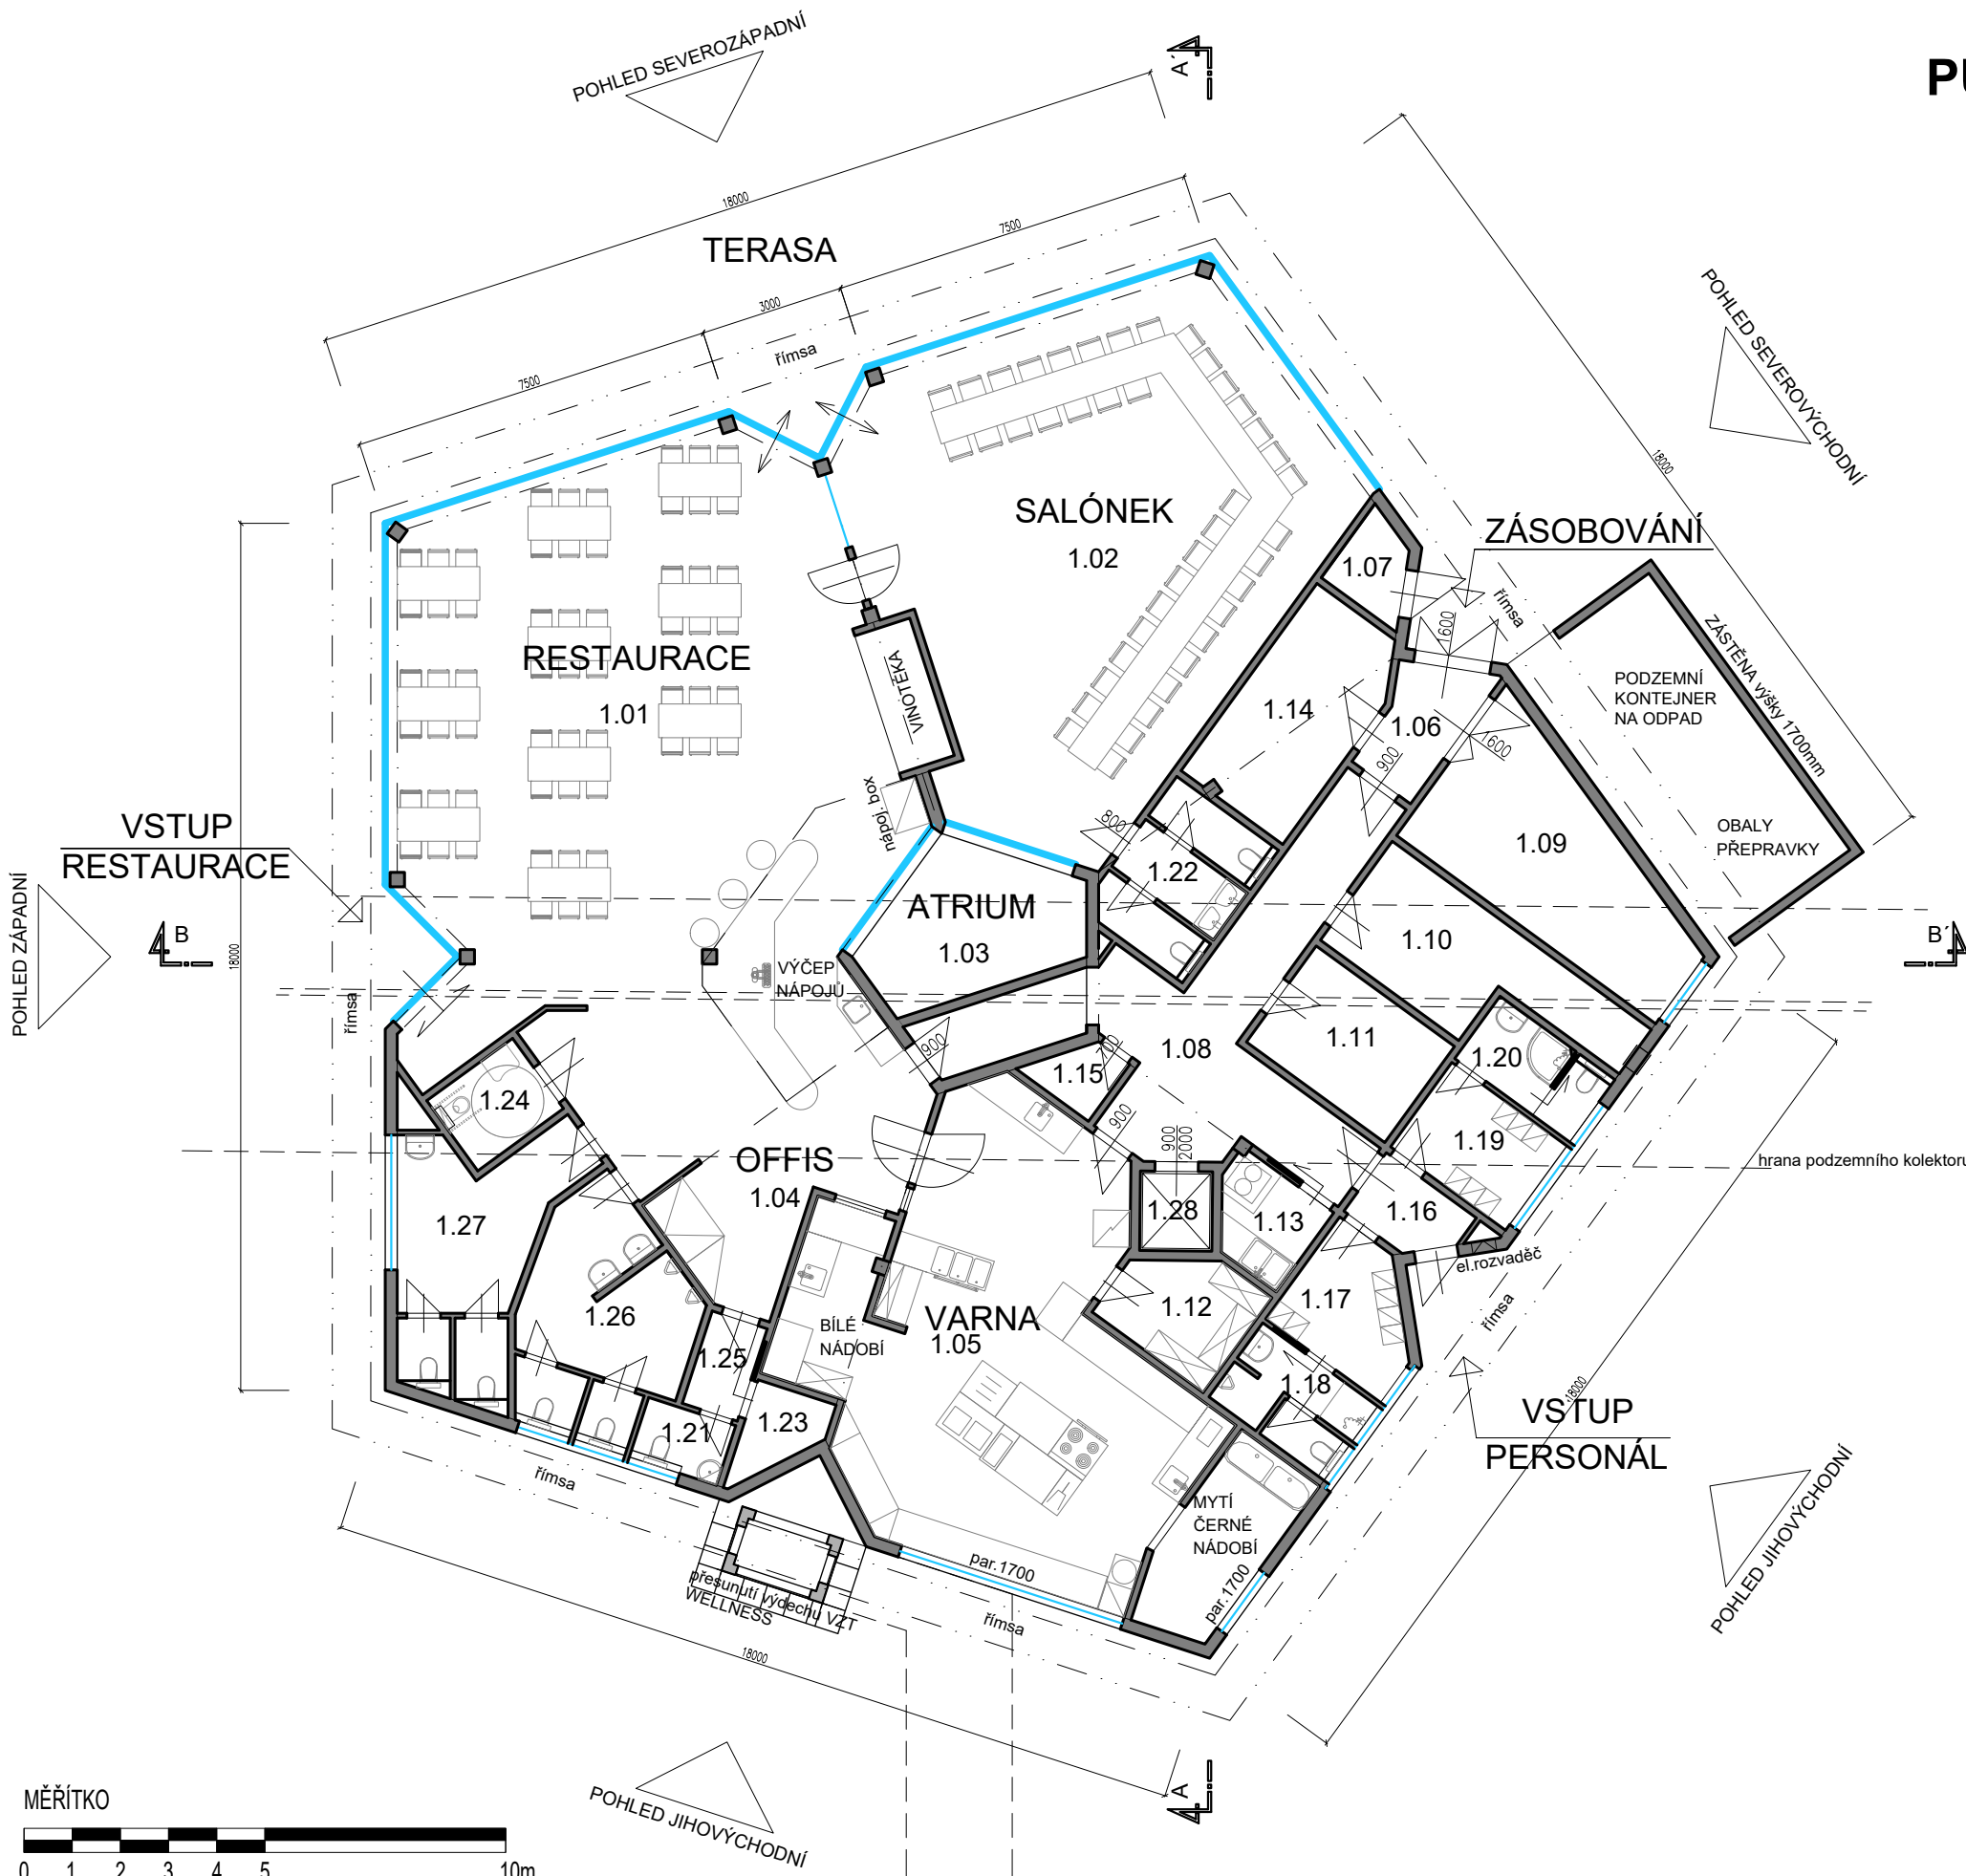 POHLED SEVEROZÁPADNÍ
A´
PŮ
18000
7500
TERASA
3000
římsa
7500
POHLED SEVEROVÝCHODNÍ
18000
SALÓNEK
1.02
ZÁSOBOVÁNÍ
1.07
římsa
1600
ZÁSTĚNA výšky 1700mm
RESTAURACE
1.01
VINOTÉKA
PODZEMNÍ
KONTEJNER
NA ODPAD
1.14
1.06
1600
900
nápoj. box
VSTUP
RESTAURACE
800
1.09
OBALY
PŘEPRAVKY
1.22
ATRIUM
1.03
POHLED ZÁPADNÍ
B
18000
1.10
B´
VÝČEP
NÁPOJŮ
římsa
900
1.08
1.11
1.15
1.20
1.24
900
900
2000
1.19
OFFIS
1.04
hrana podzemního kolektoru
1.27
1.28
1.13
1.16
el.rozvaděč
1.26
BÍLÉ
NÁDOBÍ
VARNA
1.05
1.12
1.17
římsa
1.25
1.18
18000
1.21
1.23
VSTUP
PERSONÁL
římsa
MYTÍ
ČERNÉ
NÁDOBÍ
par.1700
par.1700
přesunutí výdechu VZT
WELLNESS
římsa
18000
POHLED JIHOVÝCHODNÍ
POHLED JIHOVÝCHODNÍ
A
MĚŘÍTKO
0 1 2 3 4 5 10m